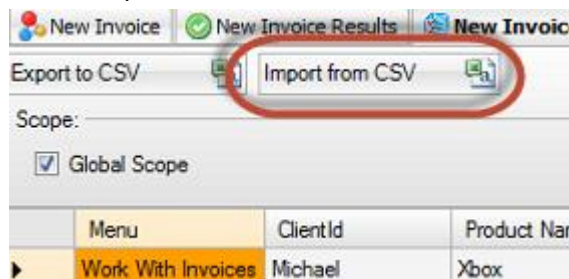 New Invoice New Invoice Results New Invoic
Export to CSV Import from CSV
Scope:
Global Scope
Menu ClientId Product Nar
Work With Invoices Michael Xbox